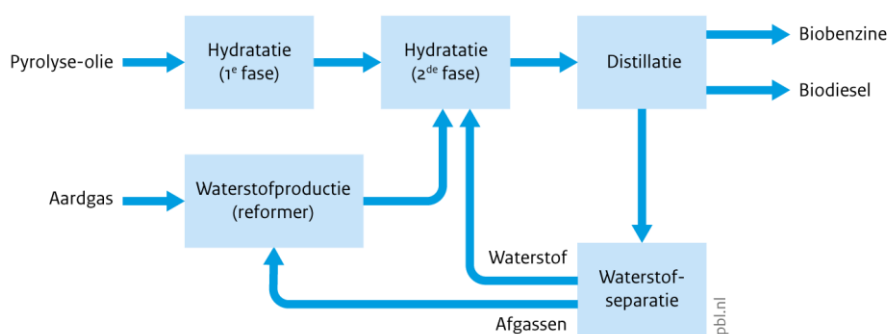 Pyrolyse-olie
Hydratatie
(1e fase)
Hydratatie
(2de fase)
Distillatie
Biobenzine
Biodiesel
Aardgas
Waterstofproductie
(reformer)
Waterstof
Afgassen
Waterstof-
separatie
pbl.nl